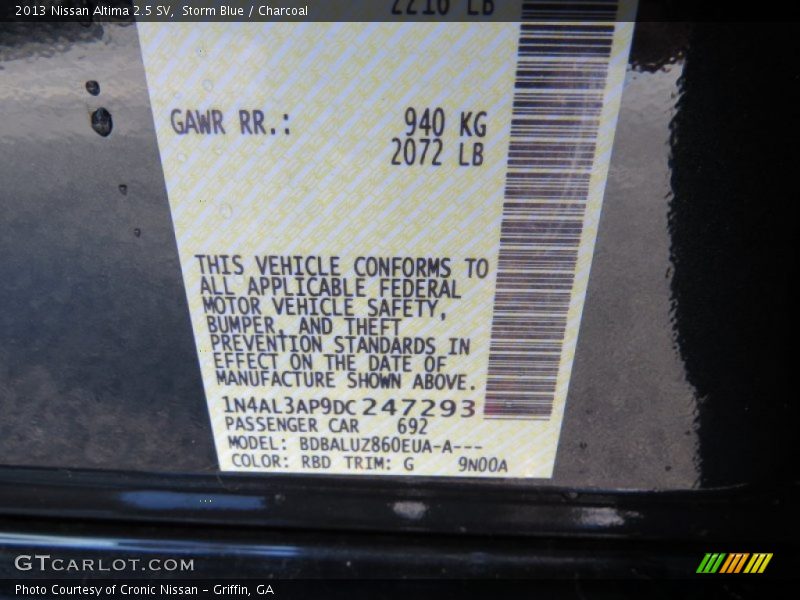 2013 Nissan Altima 2.5 SV, Storm Blue / Charcoal
2216 LB
GAWR RR.: 940 KG
2072 LB
THIS VEHICLE CONFORMS TO
ALL APPLICABLE FEDERAL
MOTOR VEHICLE SAFETY,
BUMPER, AND THEFT
PREVENTION STANDARDS IN
EFFECT ON THE DATE OF
MANUFACTURE SHOWN ABOVE.
1N4AL3AP9DC247293
PASSENGER CAR 692
MODEL: BDBALUZ860EUA-A---
COLOR: RBD TRIM: G 9N00A
GTCARLOT.COM
Photo Courtesy of Cronic Nissan - Griffin, GA